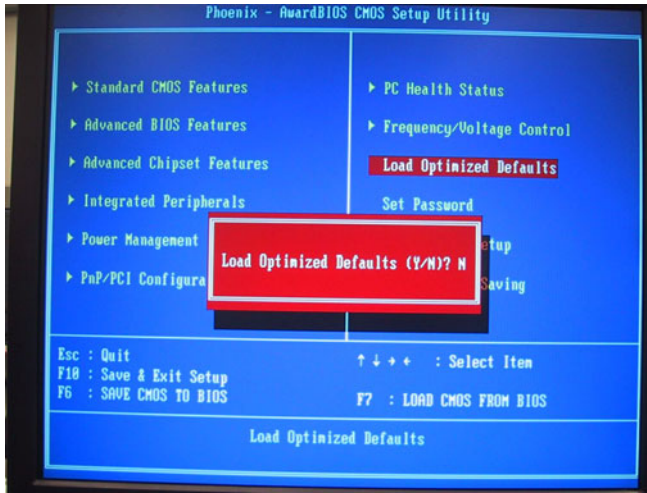 Phoenix - AwardBIOS CMOS Setup Utility
▶ Standard CMOS Features
▶ Advanced BIOS Features
▶ Advanced Chipset Features
▶ Integrated Peripherals
▶ Power Management
▶ PnP/PCI Configura
▶ PC Health Status
▶ Frequency/Voltage Control
Load Optimized Defaults
Set Password
etup
Saving
Load Optimized Defaults (Y/N)? N
Esc : Quit
F10 : Save & Exit Setup
F6 : SAVE CMOS TO BIOS
↑ ↓ → ← : Select Item
F7 : LOAD CMOS FROM BIOS
Load Optimized Defaults